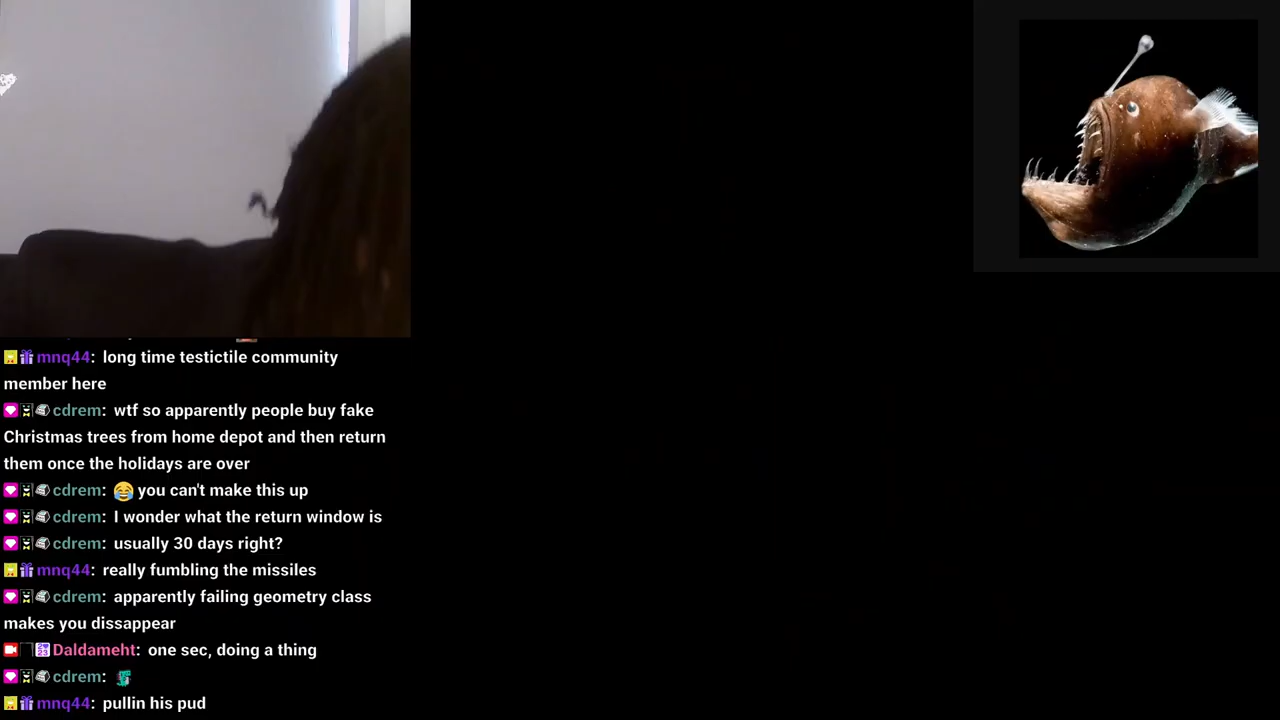 mnq44: long time testictile community
member here
cdrem: wtf so apparently people buy fake
Christmas trees from home depot and then return
them once the holidays are over
cdrem: 😂 you can't make this up
cdrem: I wonder what the return window is
cdrem: usually 30 days right?
mnq44: really fumbling the missiles
cdrem: apparently failing geometry class
makes you dissappear
Daldameht: one sec, doing a thing
cdrem:
mnq44: pullin his pud